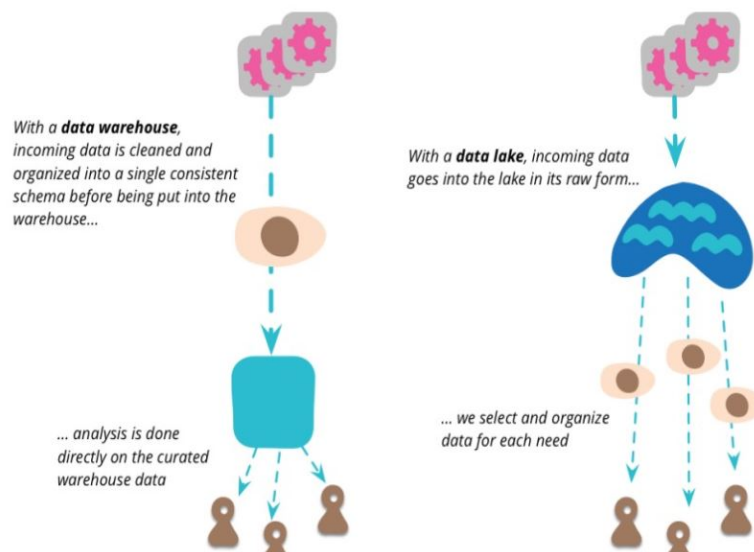 With a data warehouse,
incoming data is cleaned and
organized into a single consistent
schema before being put into the
warehouse...
... analysis is done
directly on the curated
warehouse data
With a data lake, incoming data
goes into the lake in its raw form...
... we select and organize
data for each need